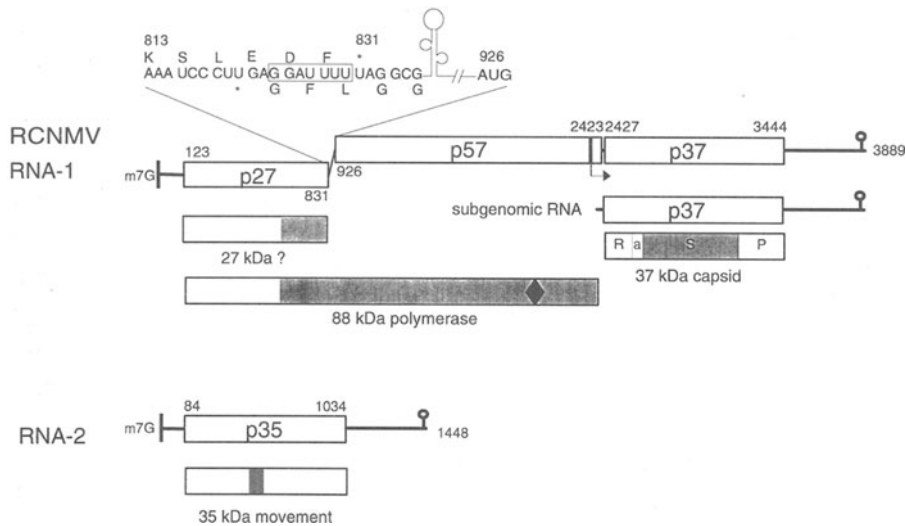 813 831 926
K S L E D F *
AAA UCC CUU GAG GAU UUU UAG GCG // AUG
* G F L G G
RCNMV
RNA-1
m7G 123 p27 831 926 p57 2423 2427 p37 3444 3889
subgenomic RNA p37
27 kDa ?
R a S P
37 kDa capsid
88 kDa polymerase
RNA-2
m7G 84 p35 1034 1448
35 kDa movement